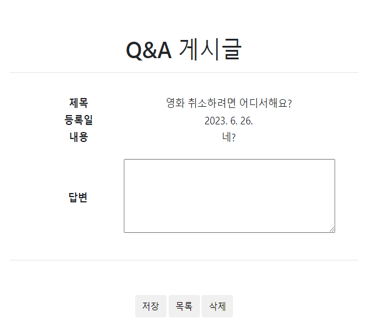 Q&A 게시글
제목 영화 취소하려면 어디서해요?
등록일 2023. 6. 26.
내용 네?
답변
저장 목록 삭제